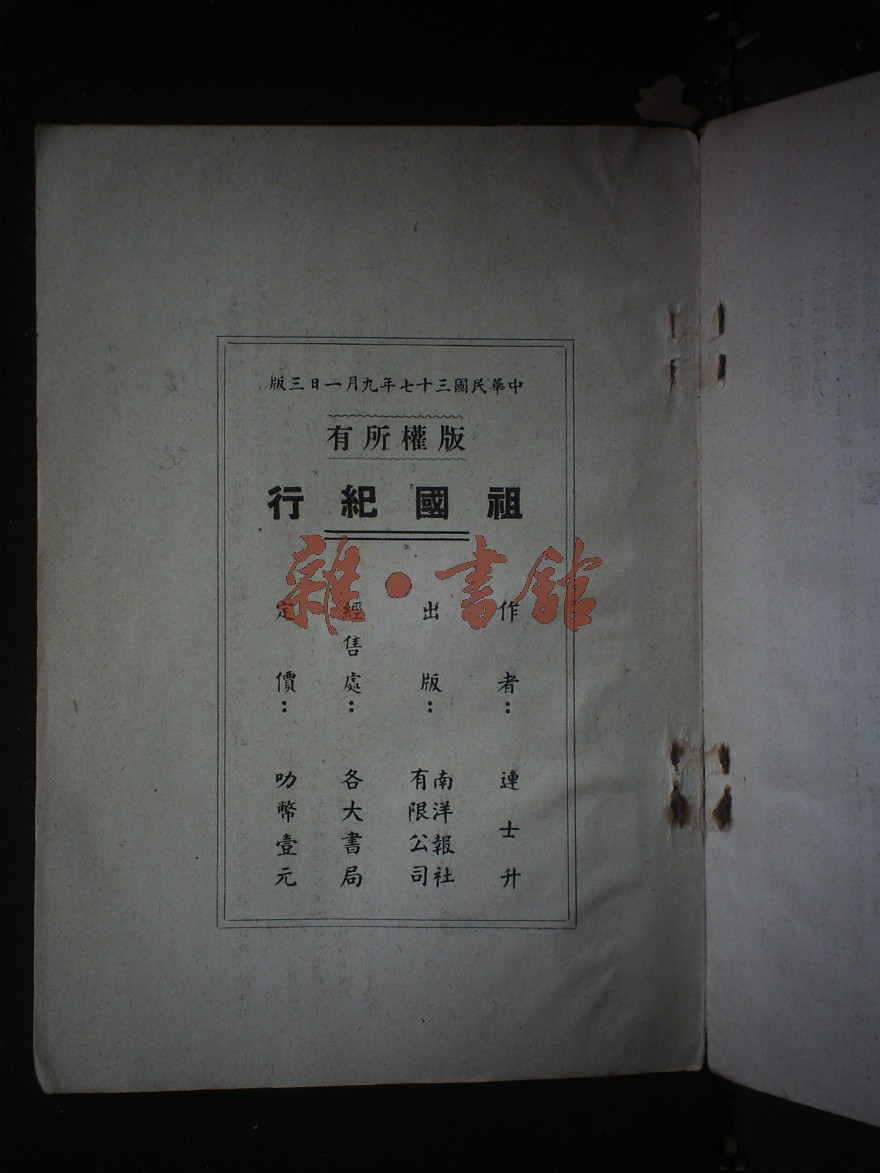 中華民國三十七年九月一日三版
版權所有
祖國紀行
雜·書館
作者：連士升
出版：南洋報社有限公司
經售處：各大書局
定價：叻幣壹元